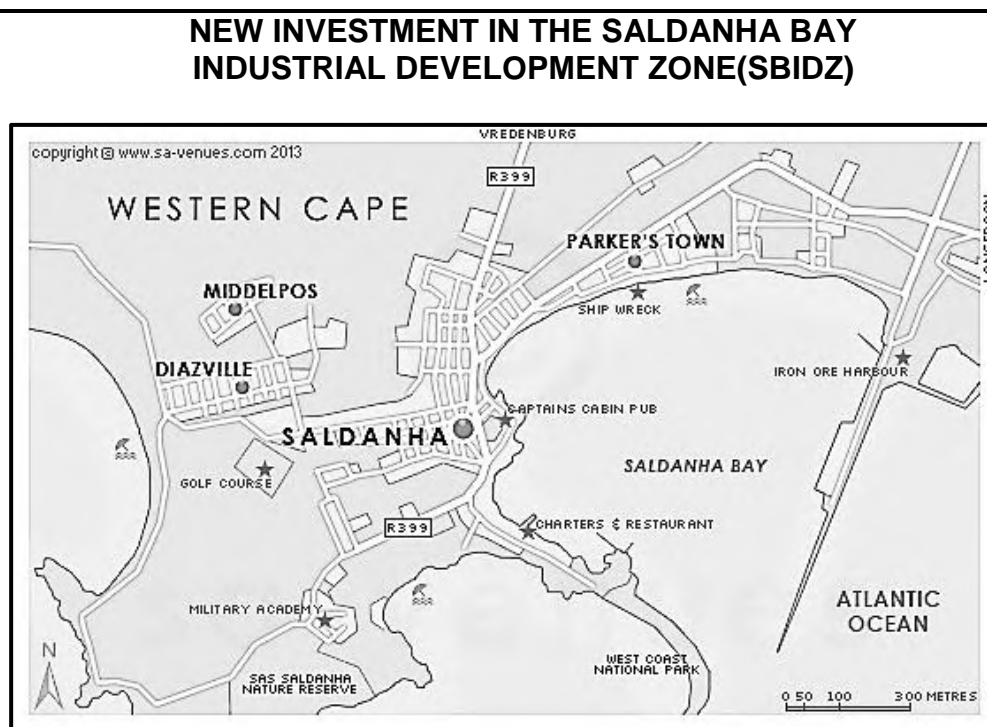 NEW INVESTMENT IN THE SALDANHA BAY
INDUSTRIAL DEVELOPMENT ZONE(SBIDZ)
VREDENBURG
copyright © www.sa-venues.com 2013
R399
WESTERN CAPE
PARKER'S TOWN
MIDDELPOS
SHIP WRECK
DIAZVILLE
IRON ORE HARBOUR
CAPTAINS CABIN PUB
SALDANHA
SALDANHA BAY
GOLF COURSE
R399
CHARTERS & RESTAURANT
MILITARY ACADEMY
ATLANTIC
OCEAN
N
WEST COAST
NATIONAL PARK
SAS SALDANHA
NATURE RESERVE
0 50 100 300 METRES